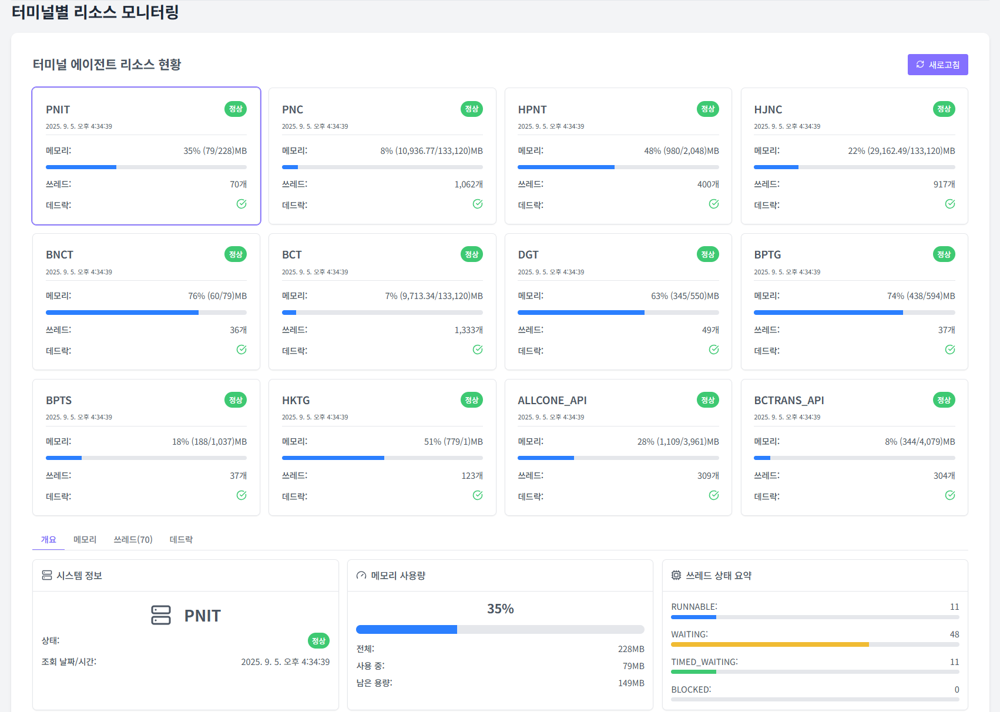 터미널별 리소스 모니터링
터미널 에이전트 리소스 현황
새로고침
PNIT 정상
2025. 9. 5. 오후 4:34:39
메모리: 35% (79/228)MB
쓰레드: 70개
데드락:
PNC 정상
2025. 9. 5. 오후 4:34:39
메모리: 8% (10,936.77/133,120)MB
쓰레드: 1,062개
데드락:
HPNT 정상
2025. 9. 5. 오후 4:34:39
메모리: 48% (980/2,048)MB
쓰레드: 400개
데드락:
HJNC 정상
2025. 9. 5. 오후 4:34:39
메모리: 22% (29,162.49/133,120)MB
쓰레드: 917개
데드락:
BNCT 정상
2025. 9. 5. 오후 4:34:39
메모리: 76% (60/79)MB
쓰레드: 36개
데드락:
BCT 정상
2025. 9. 5. 오후 4:34:39
메모리: 7% (9,713.34/133,120)MB
쓰레드: 1,333개
데드락:
DGT 정상
2025. 9. 5. 오후 4:34:39
메모리: 63% (345/550)MB
쓰레드: 49개
데드락:
BPTG 정상
2025. 9. 5. 오후 4:34:39
메모리: 74% (438/594)MB
쓰레드: 37개
데드락:
BPTS 정상
2025. 9. 5. 오후 4:34:39
메모리: 18% (188/1,037)MB
쓰레드: 37개
데드락:
HKTG 정상
2025. 9. 5. 오후 4:34:39
메모리: 51% (779/1)MB
쓰레드: 123개
데드락:
ALLCONE_API 정상
2025. 9. 5. 오후 4:34:39
메모리: 28% (1,109/3,961)MB
쓰레드: 309개
데드락:
BCTRANS_API 정상
2025. 9. 5. 오후 4:34:39
메모리: 8% (344/4,079)MB
쓰레드: 304개
데드락:
개요 메모리 쓰레드(70) 데드락
시스템 정보
PNIT
상태: 정상
조회 날짜/시간: 2025. 9. 5. 오후 4:34:39
메모리 사용량
35%
전체: 228MB
사용 중: 79MB
남은 용량: 149MB
쓰레드 상태 요약
RUNNABLE: 11
WAITING: 48
TIMED_WAITING: 11
BLOCKED: 0